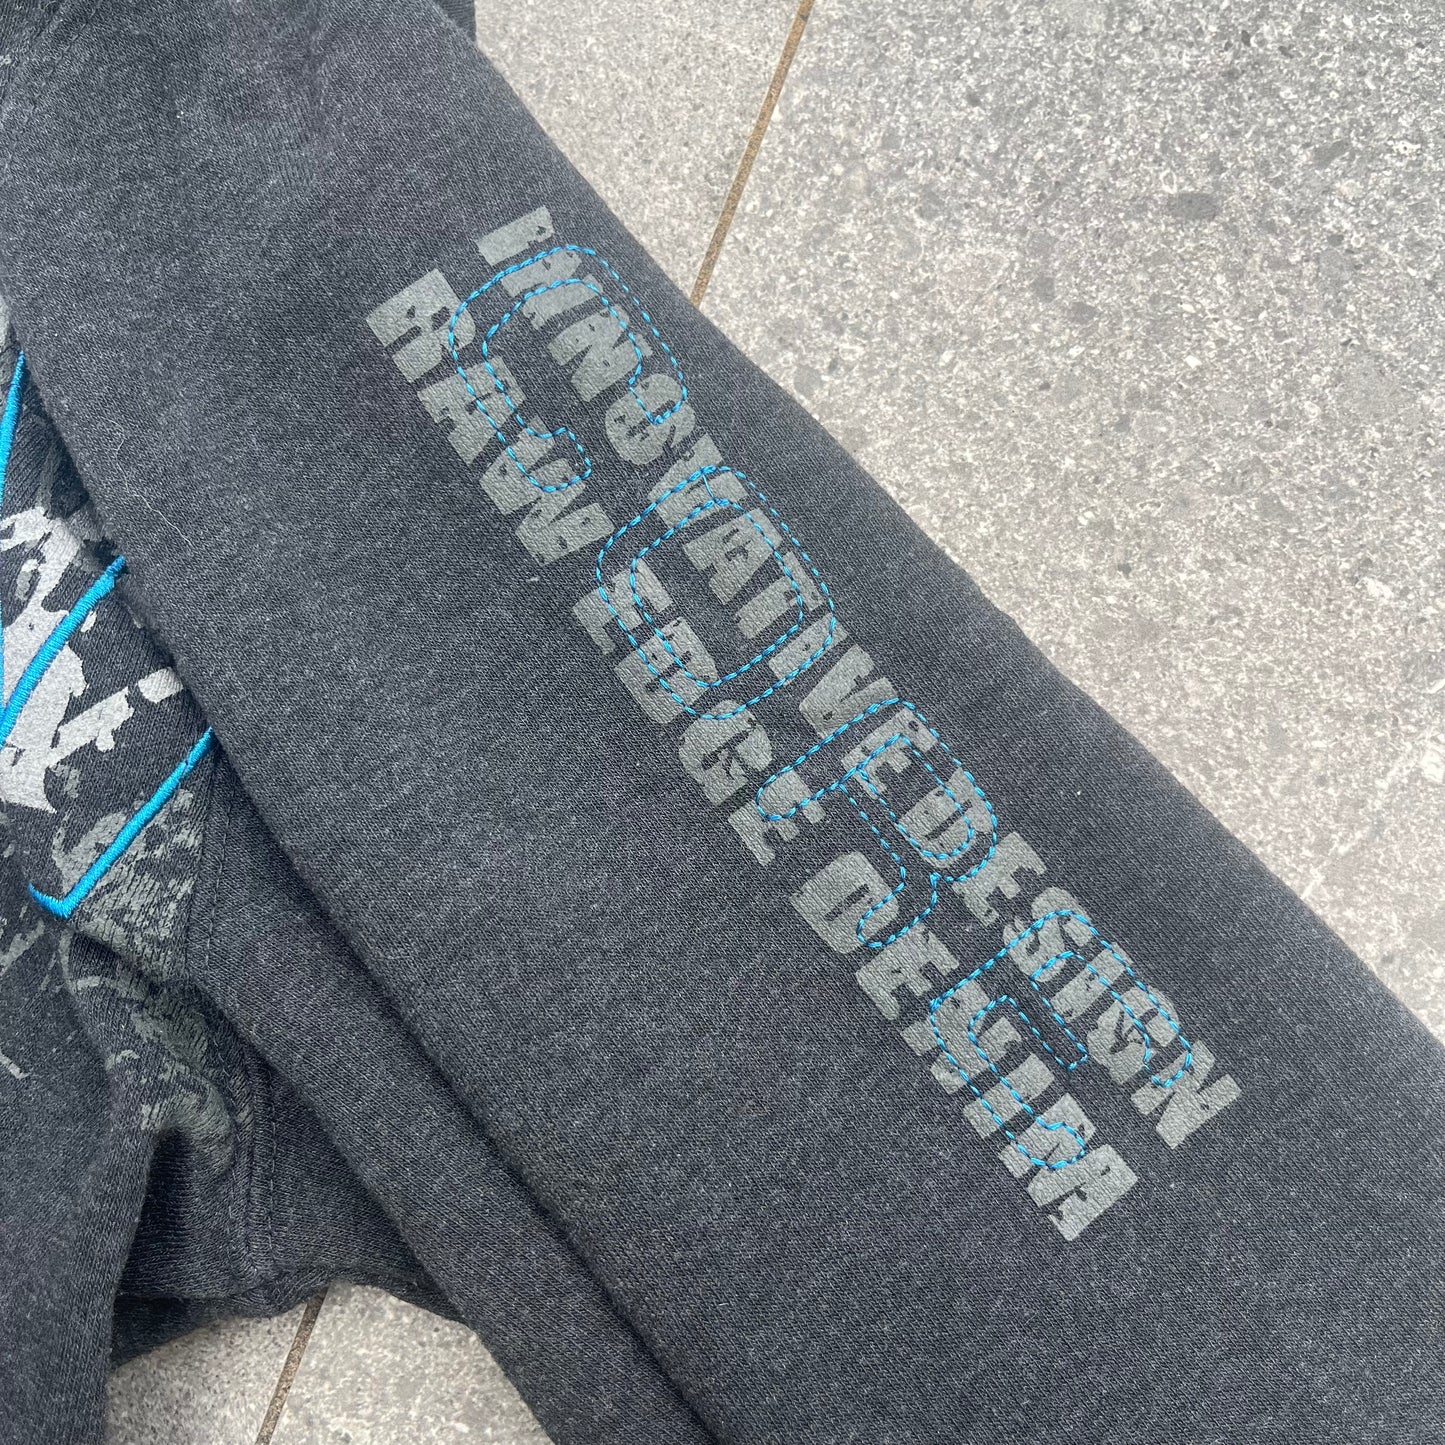 INNOVATIVE DESIGN
RAW EDGE DENIM
CORE